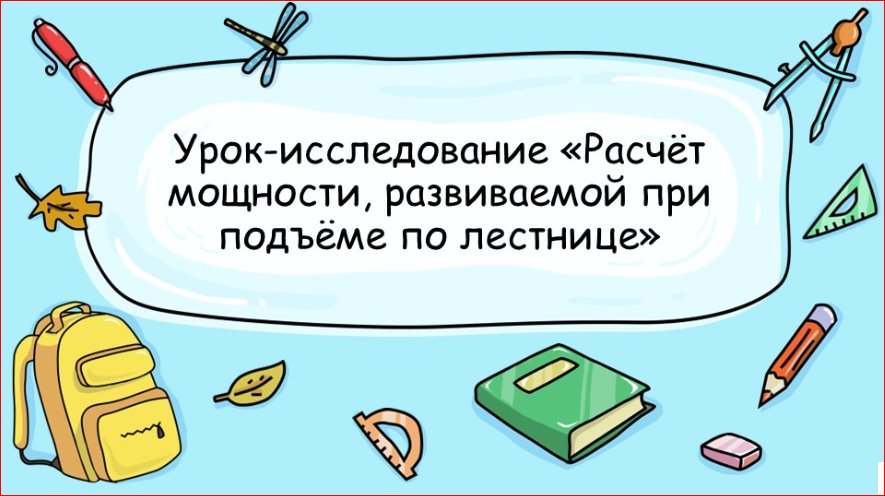 Урок-исследование «Расчёт
мощности, развиваемой при
подъёме по лестнице»